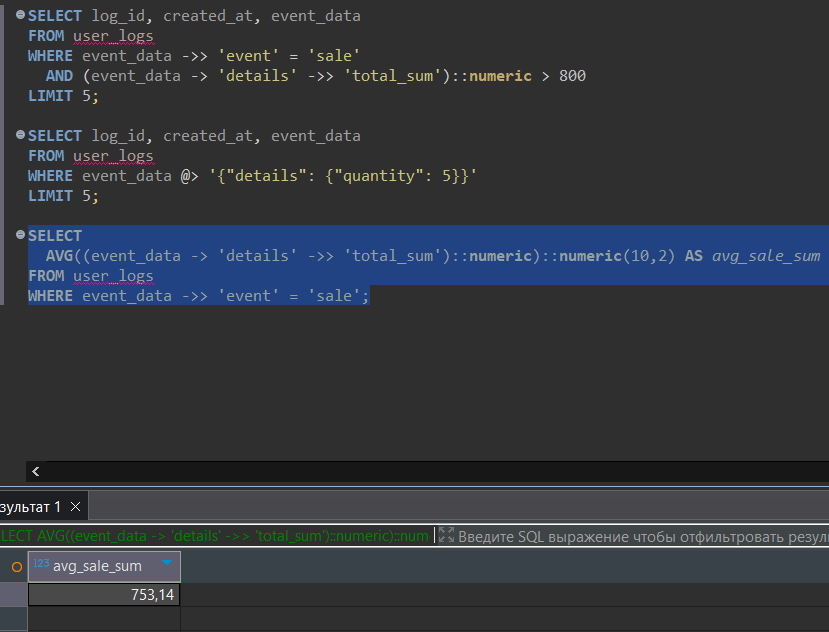 SELECT log_id, created_at, event_data
FROM user_logs
WHERE event_data ->> 'event' = 'sale'
AND (event_data -> 'details' ->> 'total_sum')::numeric > 800
LIMIT 5;
SELECT log_id, created_at, event_data
FROM user_logs
WHERE event_data @> '{"details": {"quantity": 5}}'
LIMIT 5;
SELECT
AVG((event_data -> 'details' ->> 'total_sum')::numeric)::numeric(10,2) AS avg_sale_sum
FROM user_logs
WHERE event_data ->> 'event' = 'sale';
зультат 1
LECT AVG((event_data -> 'details' ->> 'total_sum')::numeric)::num Введите SQL выражение чтобы отфильтровать резул
123 avg_sale_sum
753,14